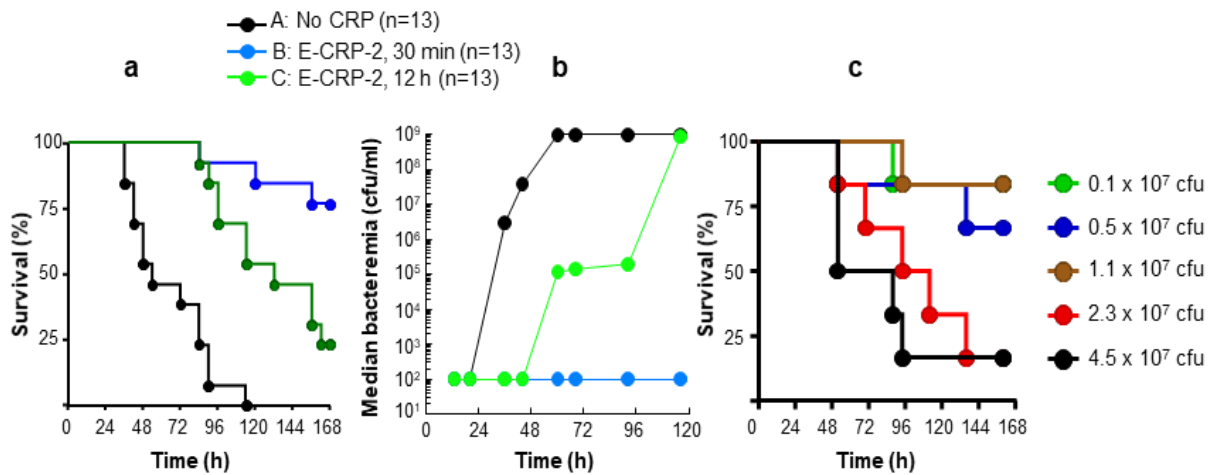 A: No CRP (n=13)
B: E-CRP-2, 30 min (n=13)
C: E-CRP-2, 12 h (n=13)
a
b
c
Survival (%)
100
75
50
25
0 24 48 72 96 120 144 168
Time (h)
Median bacteremia (cfu/ml)
10⁹
10⁸
10⁷
10⁶
10⁵
10⁴
10³
10²
10¹
0 24 48 72 96 120
Time (h)
Survival (%)
100
75
50
25
0 24 48 72 96 120 144 168
Time (h)
0.1 x 10⁷ cfu
0.5 x 10⁷ cfu
1.1 x 10⁷ cfu
2.3 x 10⁷ cfu
4.5 x 10⁷ cfu